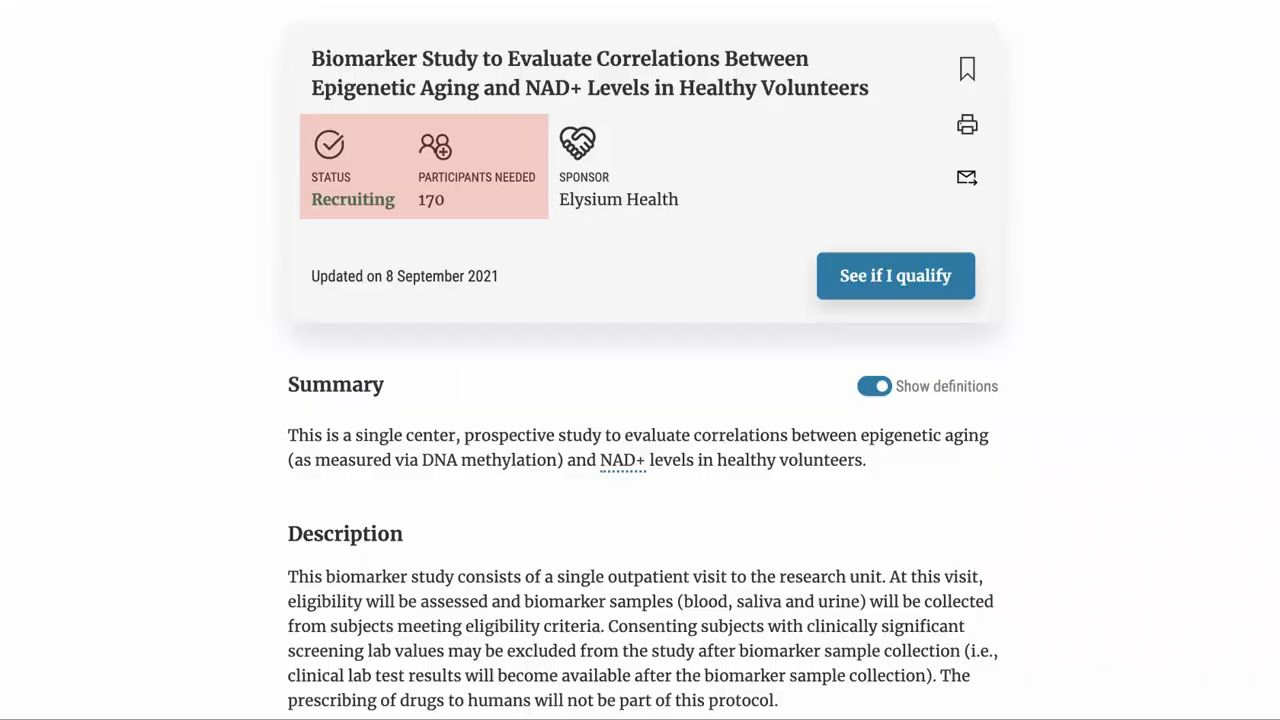 Biomarker Study to Evaluate Correlations Between
Epigenetic Aging and NAD+ Levels in Healthy Volunteers
STATUS
Recruiting
PARTICIPANTS NEEDED
170
SPONSOR
Elysium Health
Updated on 8 September 2021
See if I qualify
Summary
Show definitions
This is a single center, prospective study to evaluate correlations between epigenetic aging
(as measured via DNA methylation) and NAD+ levels in healthy volunteers.
Description
This biomarker study consists of a single outpatient visit to the research unit. At this visit,
eligibility will be assessed and biomarker samples (blood, saliva and urine) will be collected
from subjects meeting eligibility criteria. Consenting subjects with clinically significant
screening lab values may be excluded from the study after biomarker sample collection (i.e.,
clinical lab test results will become available after the biomarker sample collection). The
prescribing of drugs to humans will not be part of this protocol.